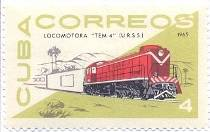 CUBA
CORREOS
LOCOMOTORA "TEM-4" (U.R.S.S.)
1965
4